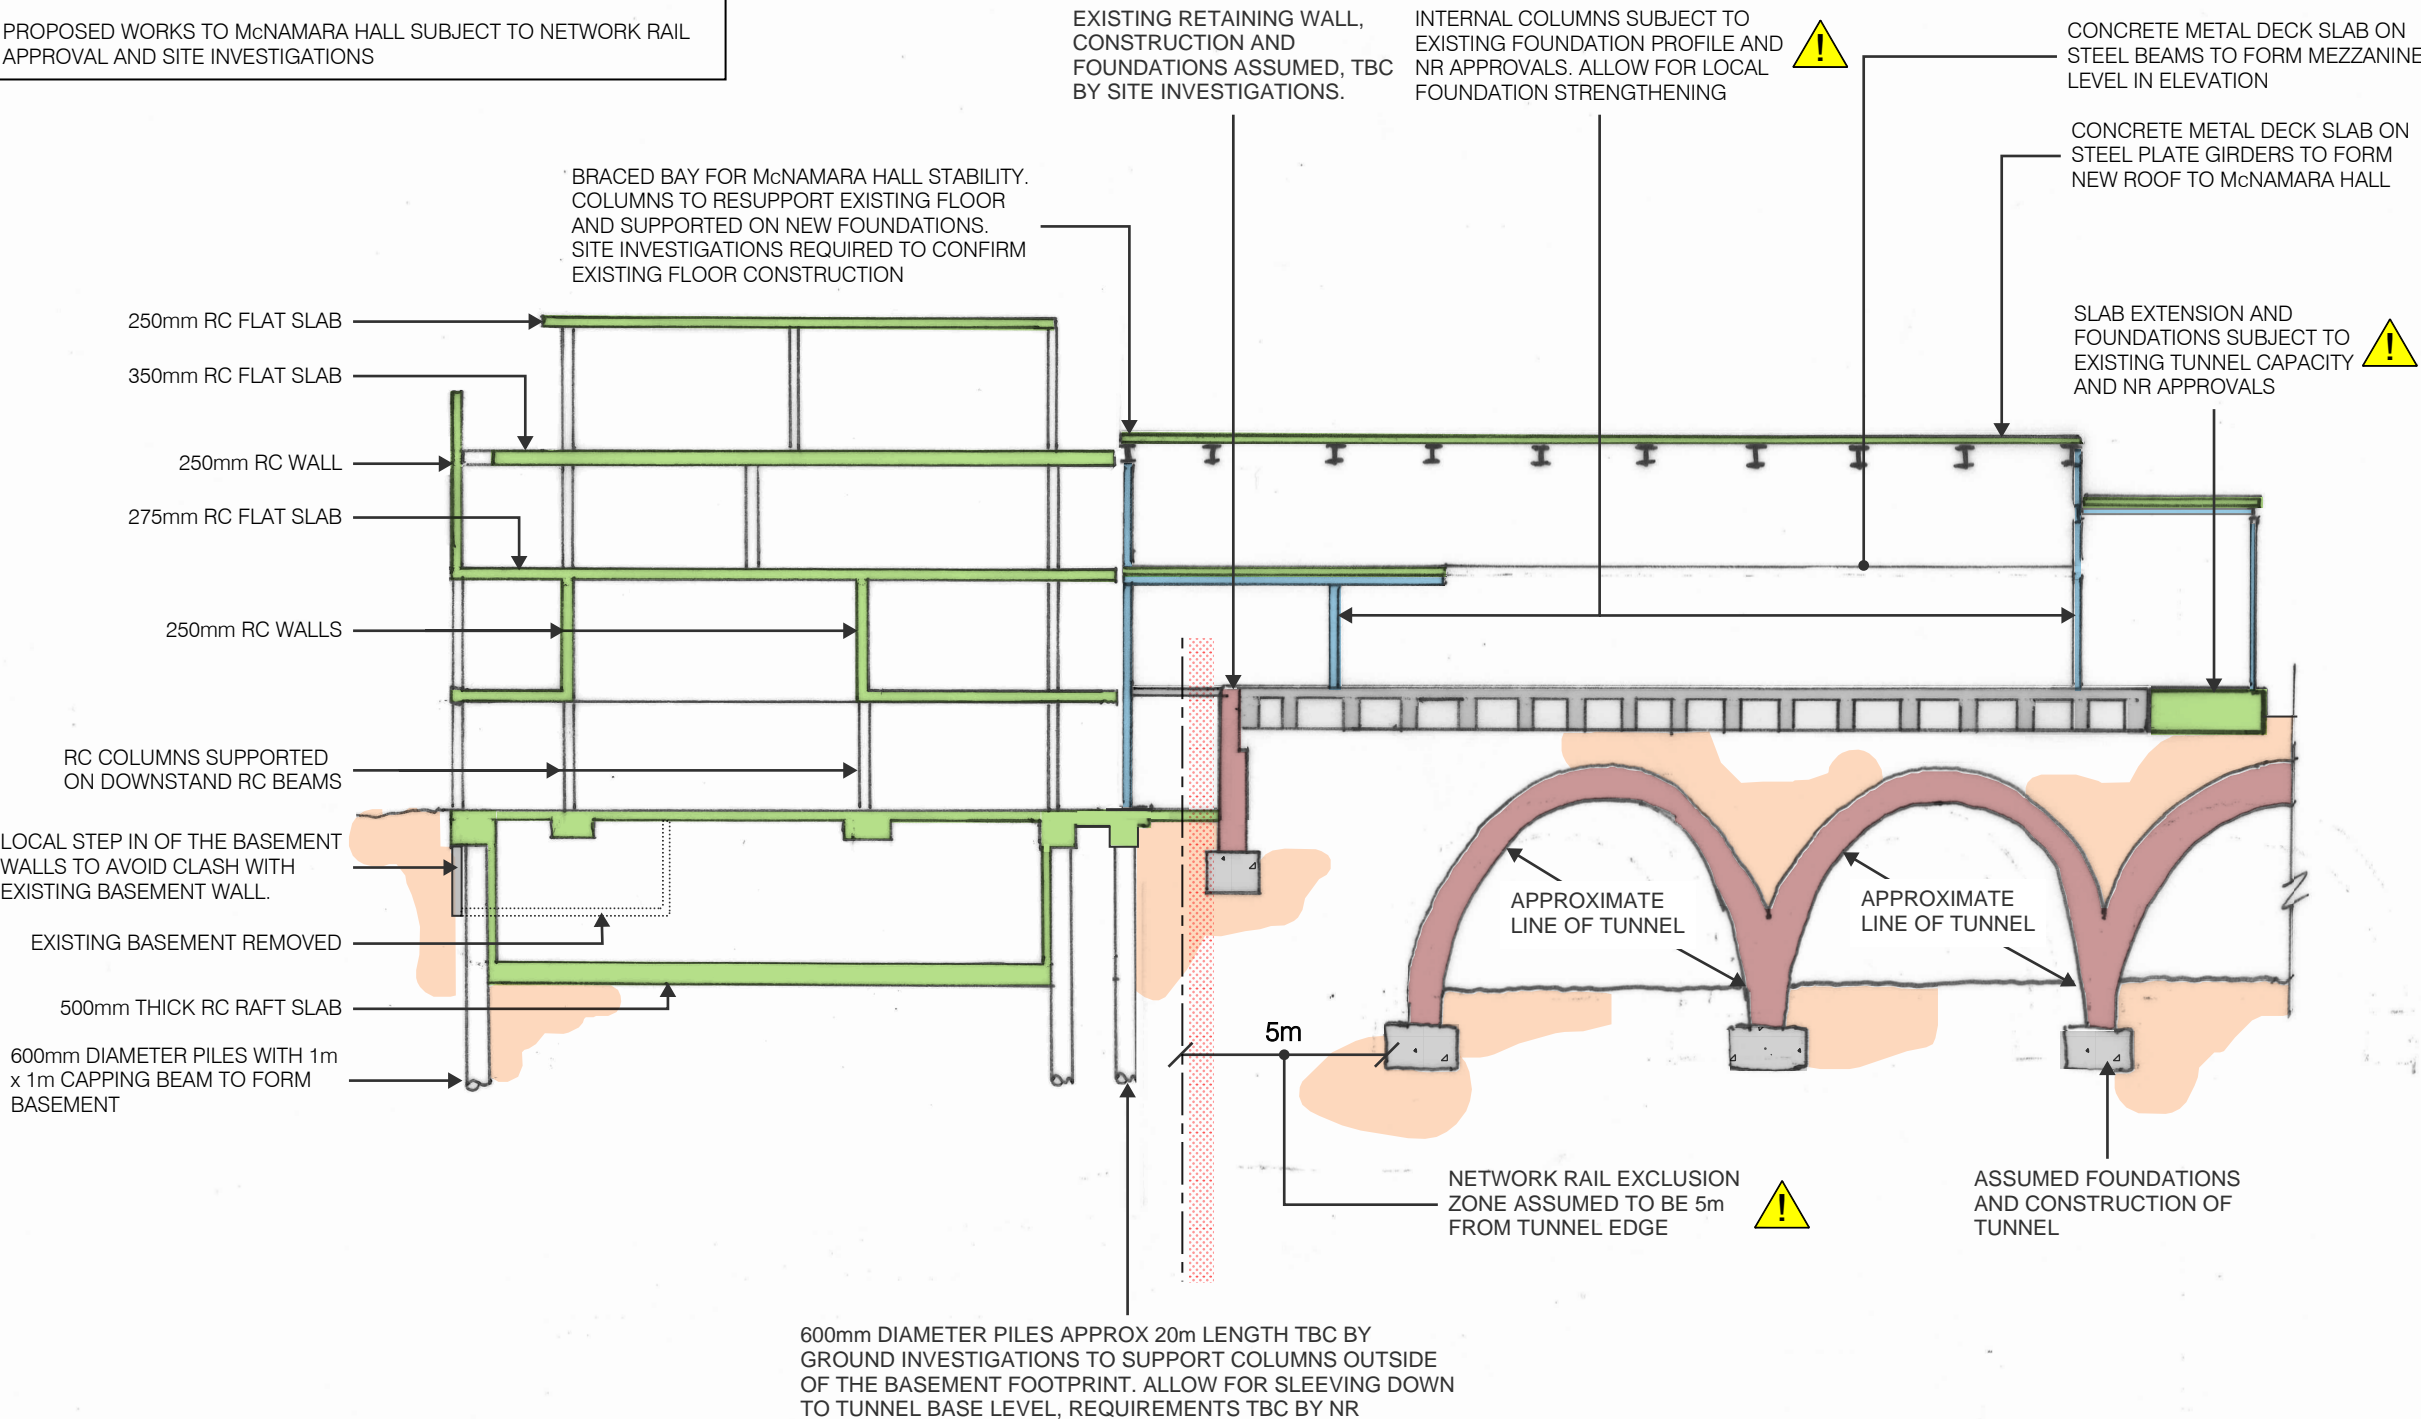 PROPOSED WORKS TO McNAMARA HALL SUBJECT TO NETWORK RAIL
APPROVAL AND SITE INVESTIGATIONS
EXISTING RETAINING WALL,
CONSTRUCTION AND
FOUNDATIONS ASSUMED, TBC
BY SITE INVESTIGATIONS.
INTERNAL COLUMNS SUBJECT TO
EXISTING FOUNDATION PROFILE AND
NR APPROVALS. ALLOW FOR LOCAL
FOUNDATION STRENGTHENING
!
CONCRETE METAL DECK SLAB ON
STEEL BEAMS TO FORM MEZZANINE
LEVEL IN ELEVATION
CONCRETE METAL DECK SLAB ON
STEEL PLATE GIRDERS TO FORM
NEW ROOF TO McNAMARA HALL
BRACED BAY FOR McNAMARA HALL STABILITY.
COLUMNS TO RESUPPORT EXISTING FLOOR
AND SUPPORTED ON NEW FOUNDATIONS.
SITE INVESTIGATIONS REQUIRED TO CONFIRM
EXISTING FLOOR CONSTRUCTION
SLAB EXTENSION AND
FOUNDATIONS SUBJECT TO
EXISTING TUNNEL CAPACITY
AND NR APPROVALS
!
250mm RC FLAT SLAB
350mm RC FLAT SLAB
250mm RC WALL
275mm RC FLAT SLAB
250mm RC WALLS
RC COLUMNS SUPPORTED
ON DOWNSTAND RC BEAMS
LOCAL STEP IN OF THE BASEMENT
WALLS TO AVOID CLASH WITH
EXISTING BASEMENT WALL.
EXISTING BASEMENT REMOVED
500mm THICK RC RAFT SLAB
600mm DIAMETER PILES WITH 1m
x 1m CAPPING BEAM TO FORM
BASEMENT
APPROXIMATE
LINE OF TUNNEL
APPROXIMATE
LINE OF TUNNEL
5m
NETWORK RAIL EXCLUSION
ZONE ASSUMED TO BE 5m
FROM TUNNEL EDGE
!
ASSUMED FOUNDATIONS
AND CONSTRUCTION OF
TUNNEL
600mm DIAMETER PILES APPROX 20m LENGTH TBC BY
GROUND INVESTIGATIONS TO SUPPORT COLUMNS OUTSIDE
OF THE BASEMENT FOOTPRINT. ALLOW FOR SLEEVING DOWN
TO TUNNEL BASE LEVEL, REQUIREMENTS TBC BY NR